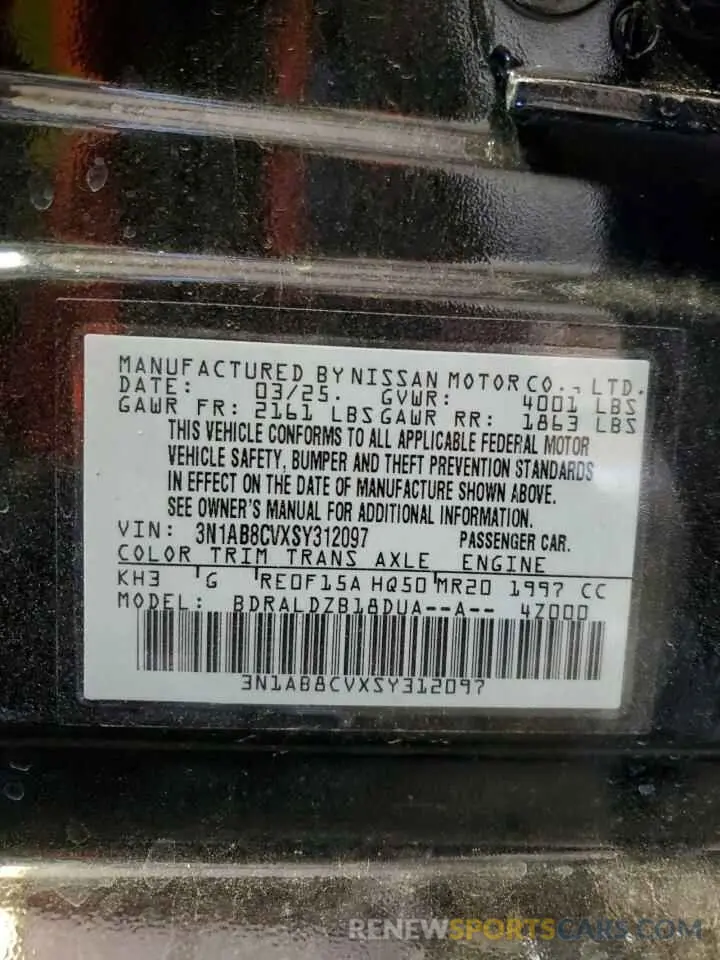 MANUFACTURED BY NISSAN MOTOR CO., LTD.
DATE: 03/25. GVWR: 4001 LBS
GAWR FR: 2161 LBS GAWR RR: 1863 LBS
THIS VEHICLE CONFORMS TO ALL APPLICABLE FEDERAL MOTOR
VEHICLE SAFETY, BUMPER AND THEFT PREVENTION STANDARDS
IN EFFECT ON THE DATE OF MANUFACTURE SHOWN ABOVE.
SEE OWNER'S MANUAL FOR ADDITIONAL INFORMATION.
VIN: 3N1AB8CVXSY312097 PASSENGER CAR.
COLOR TRIM TRANS AXLE ENGINE
KH3 G RE0F15A HQ50 MR20 1997 CC
MODEL: BDRALDZB18DUA--A-- 4Z000
3N1AB8CVXSY312097
RENEWSPORTSCARS.COM